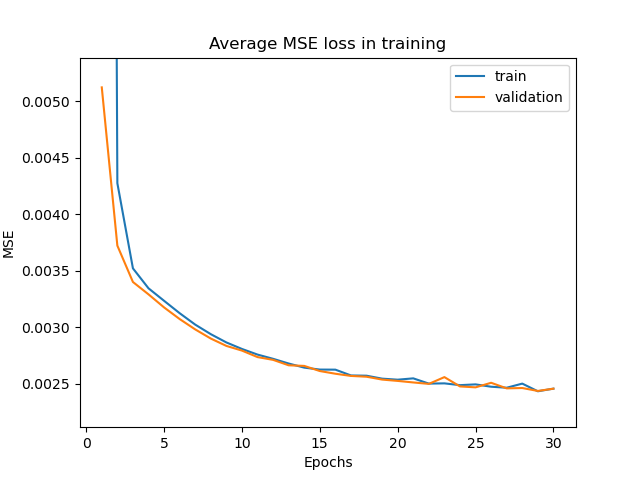 Average MSE loss in training
train
validation
MSE
0.0050
0.0045
0.0040
0.0035
0.0030
0.0025
0 5 10 15 20 25 30
Epochs